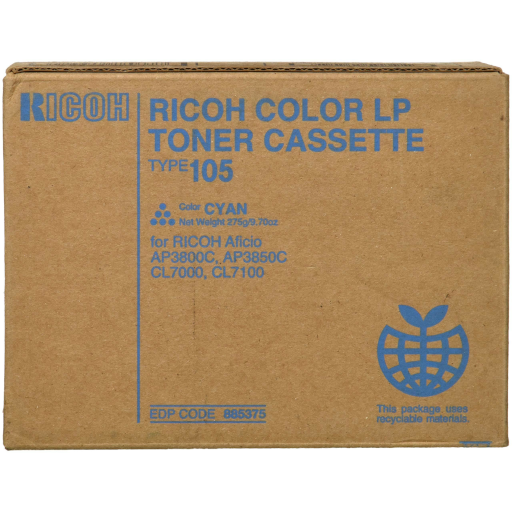 RICOH
RICOH COLOR LP
TONER CASSETTE
TYPE 105
Color CYAN
Net Weight 275g/9.70oz.
for RICOH Aficio
AP3800C, AP3850C
CL7000, CL7100
EDP CODE 885375
This package uses
recyclable materials.